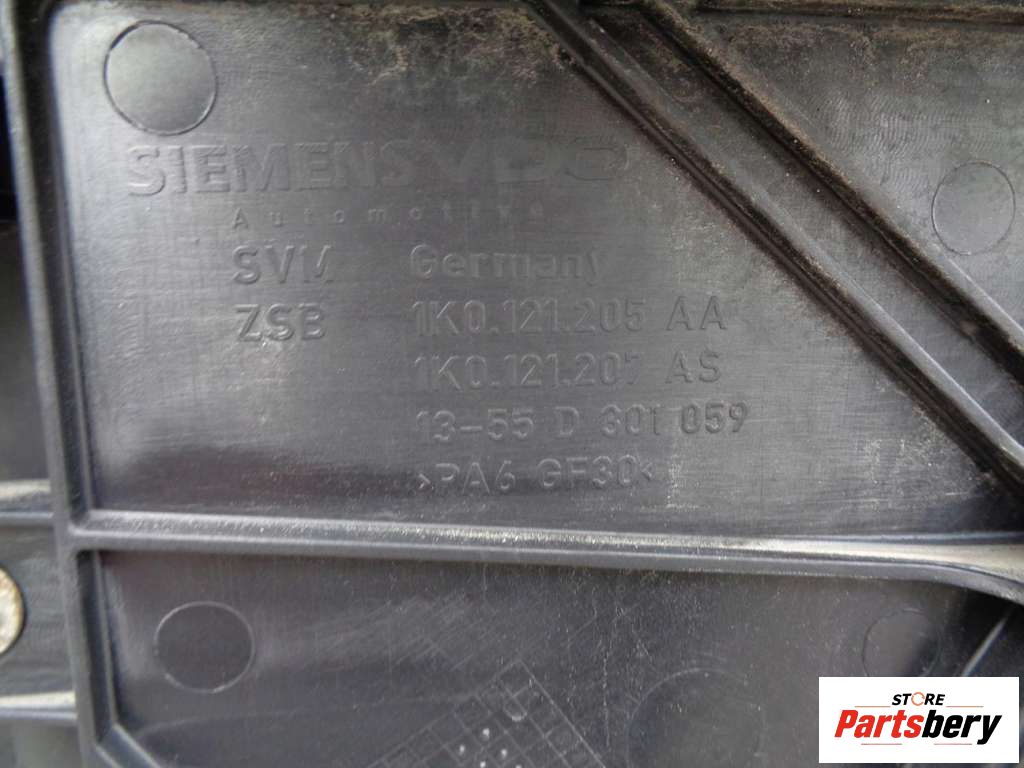 SIEMENS VDO
Automotive
SVM Germany
ZSB 1K0.121.205 AA
1K0.121.207 AS
13-55 D 301 059
>PA6 GF30<
STORE
Partsbery